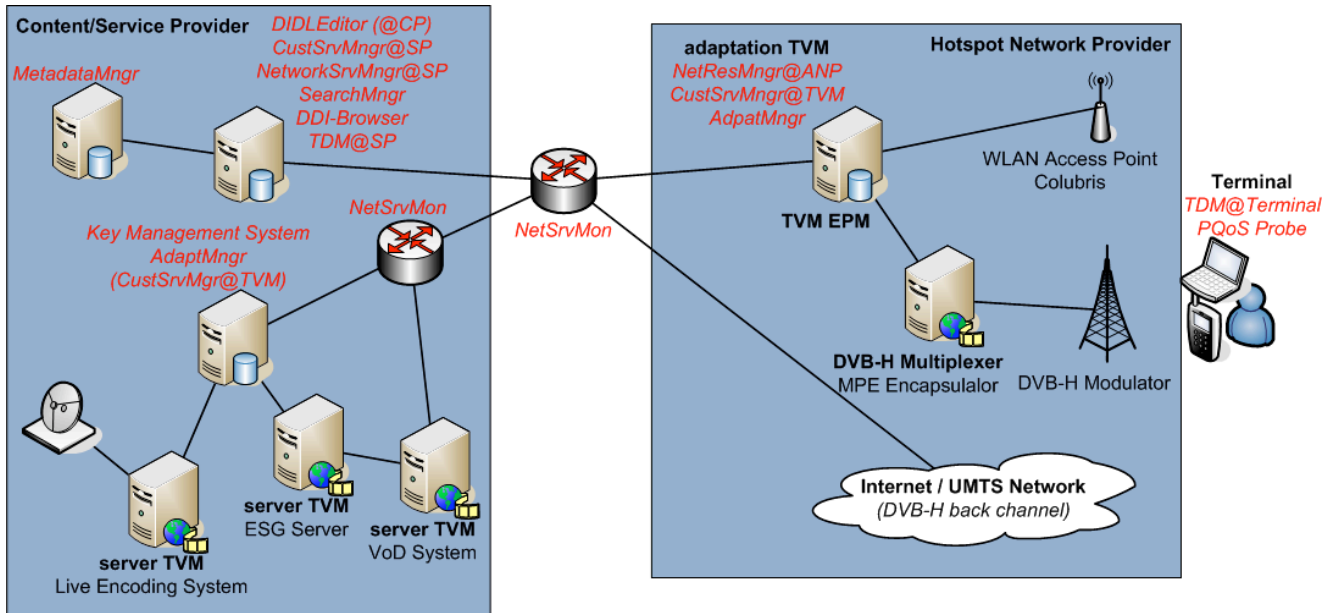 Content/Service Provider
DIDLEditor (@CP)
CustSrvMngr@SP
NetworkSrvMngr@SP
SearchMngr
DDI-Browser
TDM@SP
MetadataMngr
NetSrvMon
Key Management System
AdaptMngr
(CustSrvMgr@TVM)
server TVM
ESG Server
server TVM
VoD System
server TVM
Live Encoding System
NetSrvMon
adaptation TVM
NetResMngr@ANP
CustSrvMngr@TVM
AdpatMngr
Hotspot Network Provider
WLAN Access Point
Colubris
TVM EPM
DVB-H Multiplexer
MPE Encapsulalor
DVB-H Modulator
Internet / UMTS Network
(DVB-H back channel)
Terminal
TDM@Terminal
PQoS Probe